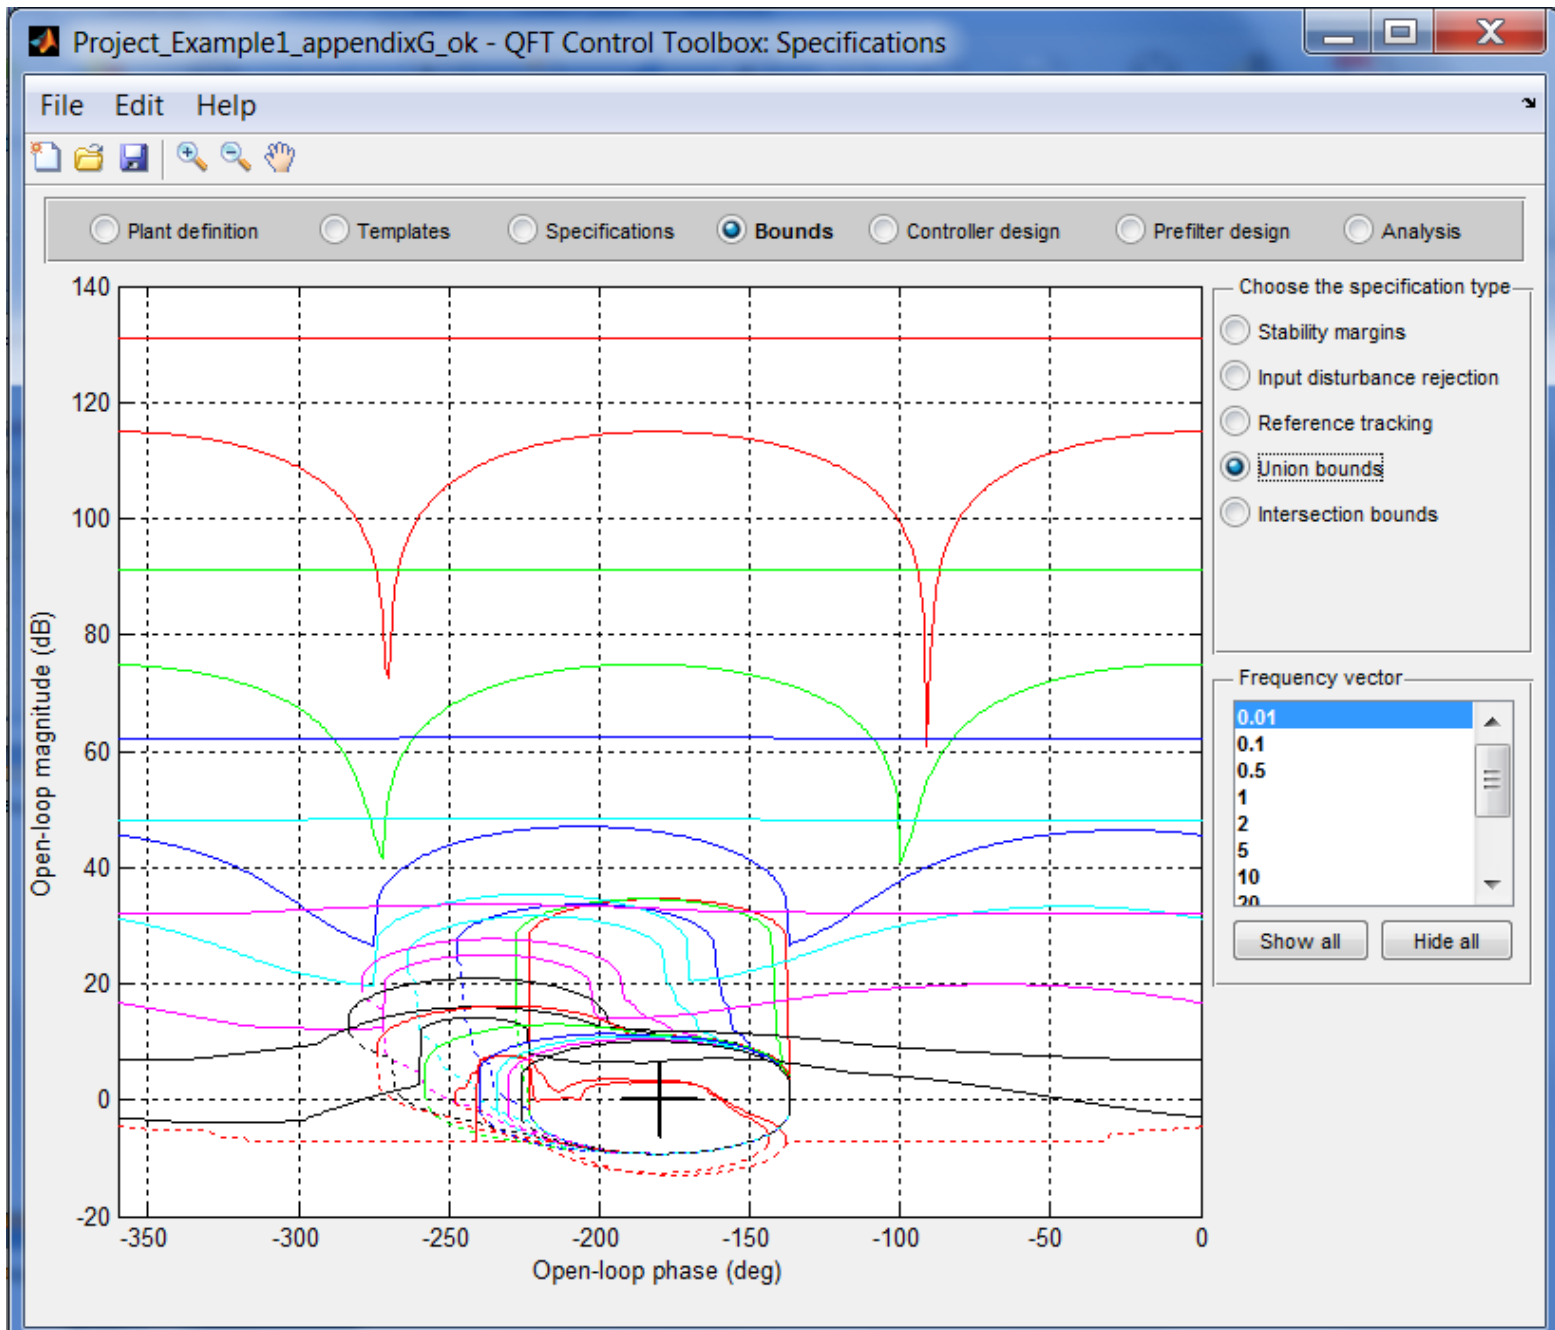 Project_Example1_appendixG_ok - QFT Control Toolbox: Specifications
File Edit Help
Plant definition Templates Specifications Bounds Controller design Prefilter design Analysis
Choose the specification type
Stability margins
Input disturbance rejection
Reference tracking
Union bounds
Intersection bounds
Frequency vector
0.01
0.1
0.5
1
2
5
10
20
Show all Hide all
Open-loop magnitude (dB)
140
120
100
80
60
40
20
0
-20
-350 -300 -250 -200 -150 -100 -50 0
Open-loop phase (deg)